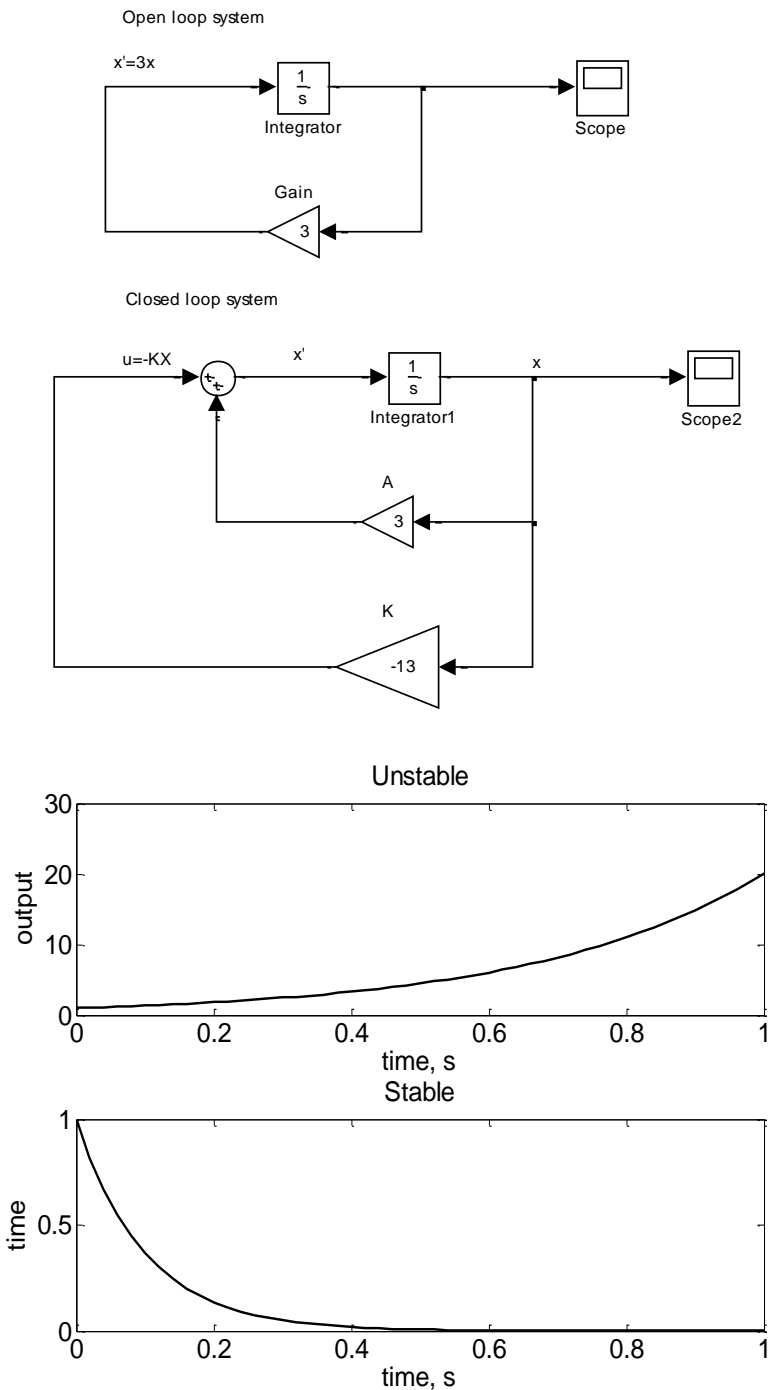 Open loop system
x'=3x
1
s
Integrator
Scope
Gain
3
Closed loop system
u=-KX
x'
x
1
s
Integrator1
Scope2
A
3
K
-13
Unstable
30
20
10
0
output
0 0.2 0.4 0.6 0.8 1
time, s
Stable
1
0.5
0
time
0 0.2 0.4 0.6 0.8 1
time, s